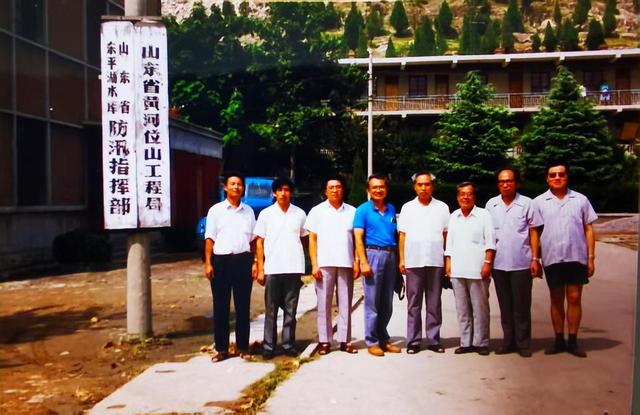 山东省黄河位山工程局
山东省
东平湖水库
防汛指挥部